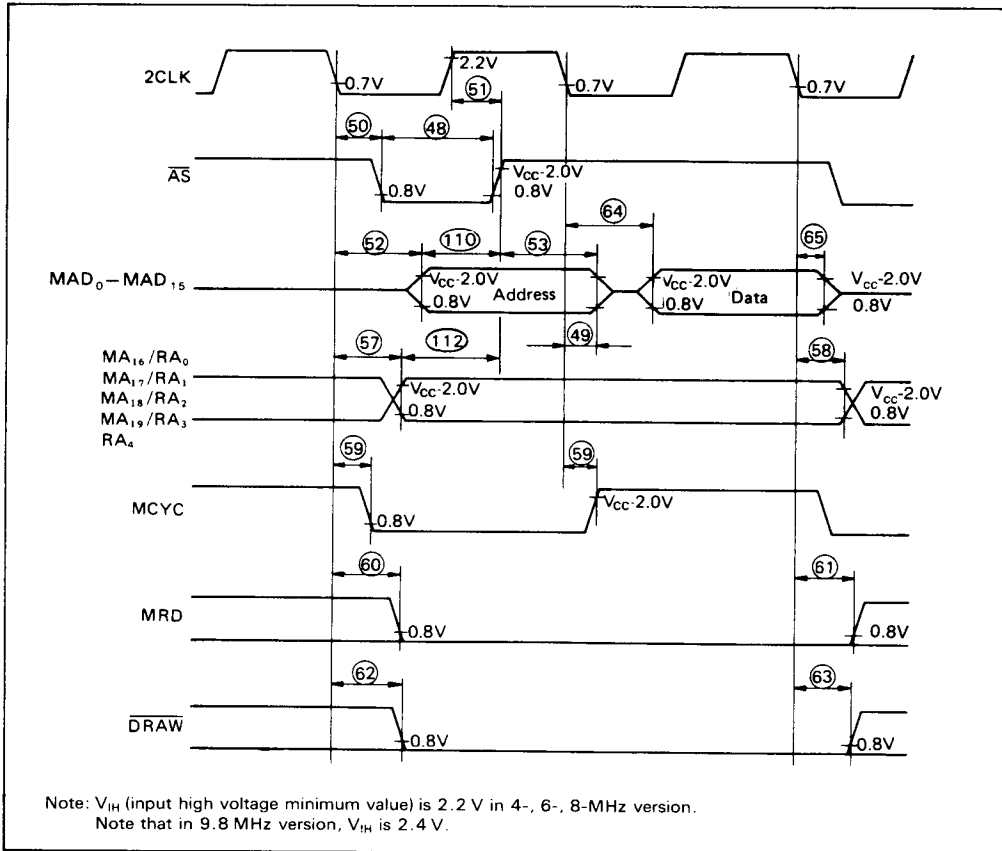 2CLK
2.2V
0.7V
0.7V
0.7V
51
50
48
AS
0.8V
VCC-2.0V
0.8V
64
52
110
53
65
MAD0—MAD15
VCC-2.0V
0.8V
Address
VCC-2.0V
0.8V
Data
VCC-2.0V
0.8V
57
112
49
58
MA16/RA0
MA17/RA1
MA18/RA2
MA19/RA3
RA4
VCC-2.0V
0.8V
VCC-2.0V
0.8V
59
59
MCYC
0.8V
VCC-2.0V
60
61
MRD
0.8V
0.8V
62
63
DRAW
0.8V
0.8V
Note: VIH (input high voltage minimum value) is 2.2 V in 4-, 6-, 8-MHz version.
Note that in 9.8 MHz version, VIH is 2.4 V.